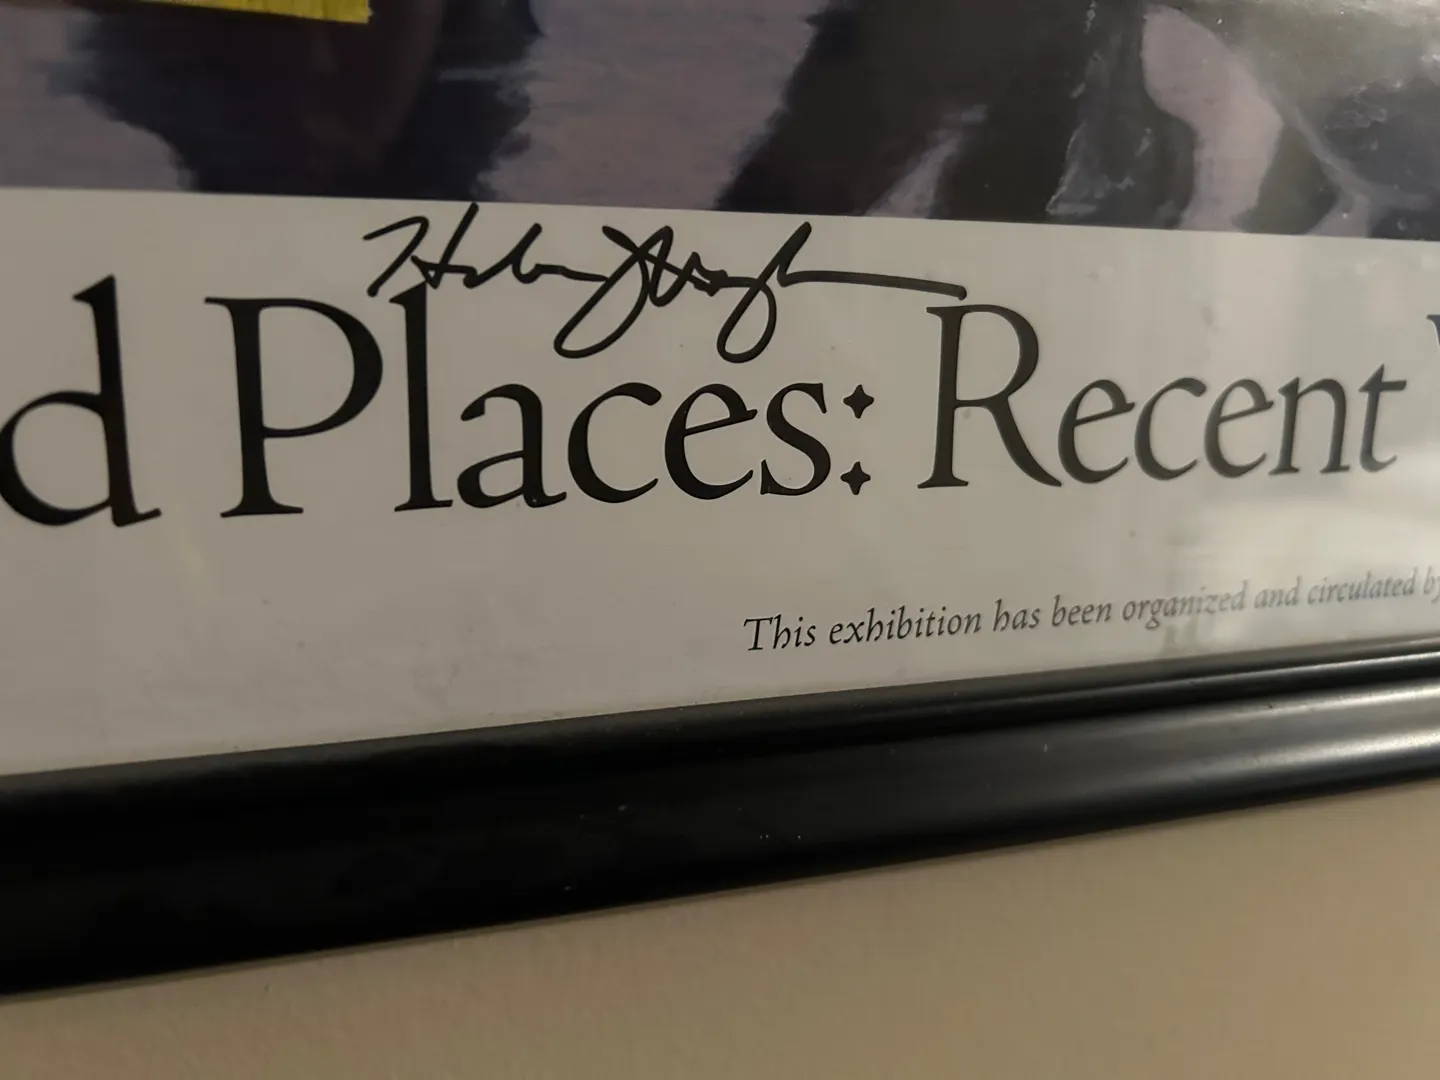 d Places: Recent
This exhibition has been organized and circulated by